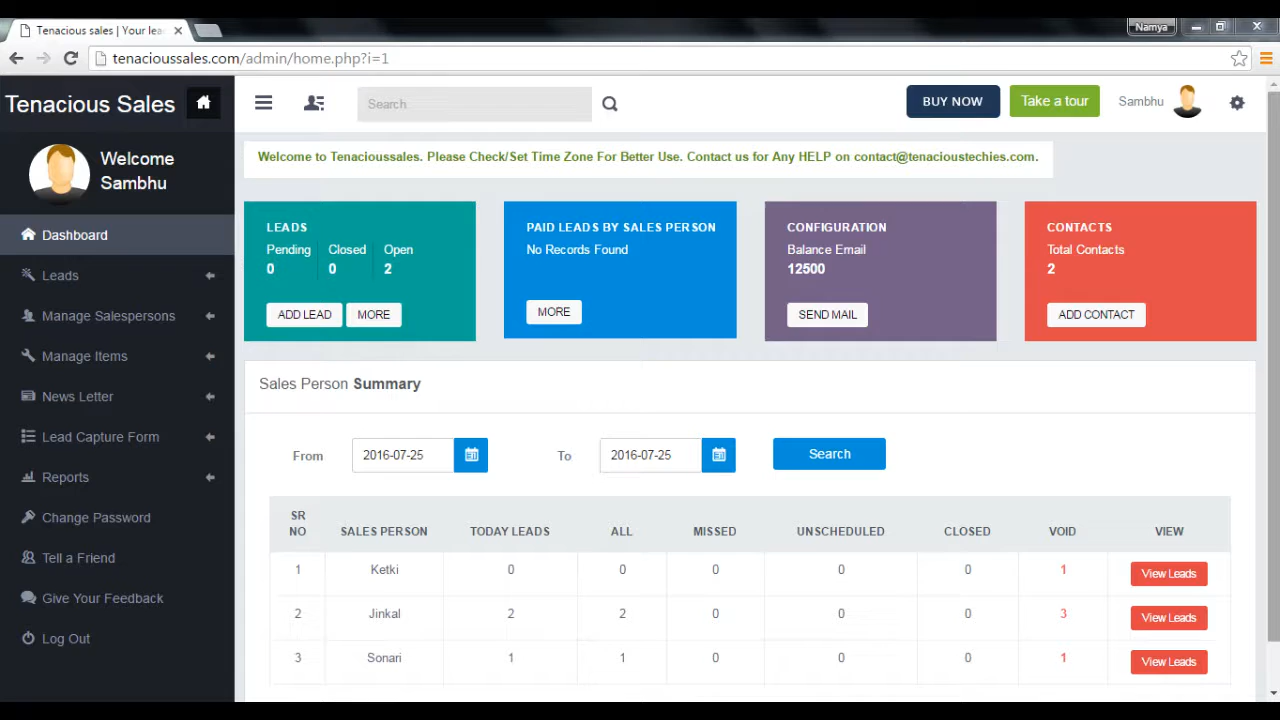 Tenacious sales | Your lea
Namya
tenacioussales.com/admin/home.php?i=1
Tenacious Sales
Search
BUY NOW
Take a tour
Sambhu
Welcome
Sambhu
Welcome to Tenacioussales. Please Check/Set Time Zone For Better Use. Contact us for Any HELP on contact@tenacioustechies.com.
Dashboard
Leads
Manage Salespersons
Manage Items
News Letter
Lead Capture Form
Reports
Change Password
Tell a Friend
Give Your Feedback
Log Out
LEADS
Pending Closed Open
0 0 2
ADD LEAD MORE
PAID LEADS BY SALES PERSON
No Records Found
MORE
CONFIGURATION
Balance Email
12500
SEND MAIL
CONTACTS
Total Contacts
2
ADD CONTACT
Sales Person Summary
From 2016-07-25 To 2016-07-25 Search
SR NO SALES PERSON TODAY LEADS ALL MISSED UNSCHEDULED CLOSED VOID VIEW
1 Ketki 0 0 0 0 0 1 View Leads
2 Jinkal 2 2 0 0 0 3 View Leads
3 Sonari 1 1 0 0 0 1 View Leads